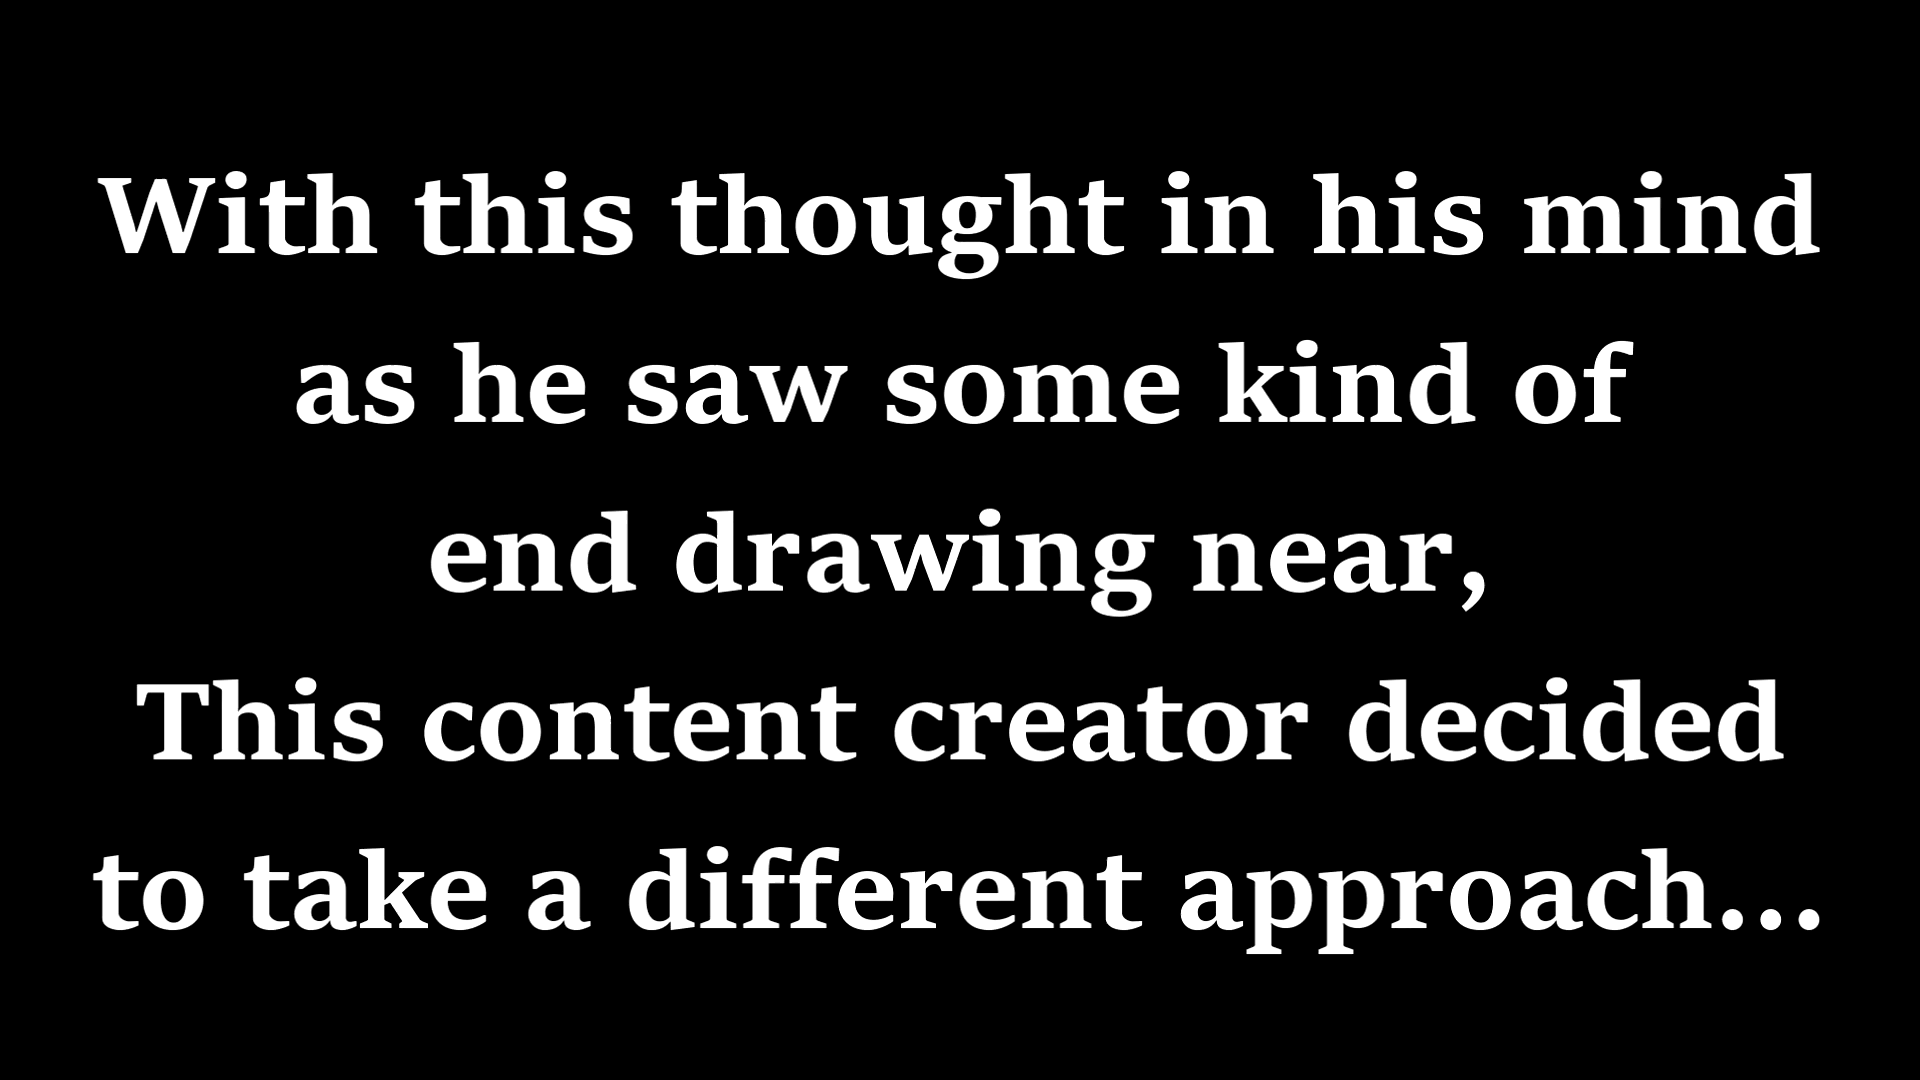 With this thought in his mind
as he saw some kind of
end drawing near,
This content creator decided
to take a different approach...